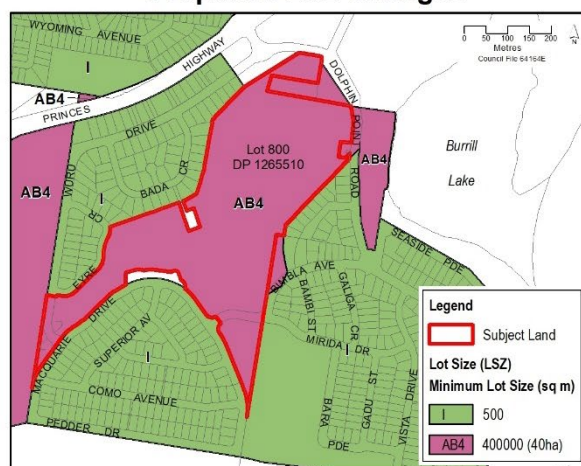 WYOMING AVENUE
I
HIGHWAY
PRINCES
AB4
0 50 100 150 200
Metres
Council File 64164E
DOLPHIN POINT ROAD
DRIVE
WURU
AB4
I
BADA CR
CR
EYRE
Lot 800
DP 1265510
AB4
AB4
Burrill
Lake
SEASIDE PDE
BIMBLA AVE
BAMBI ST
GALIGA CR
MIRIDA DR
I
MACQUARIE DRIVE
SUPERIOR AV
I
COMO AVENUE
PEDDER DR
BARA
PDE
GADU ST
VISTA DRIVE
Legend
Subject Land
Lot Size (LSZ)
Minimum Lot Size (sq m)
I 500
AB4 400000 (40ha)